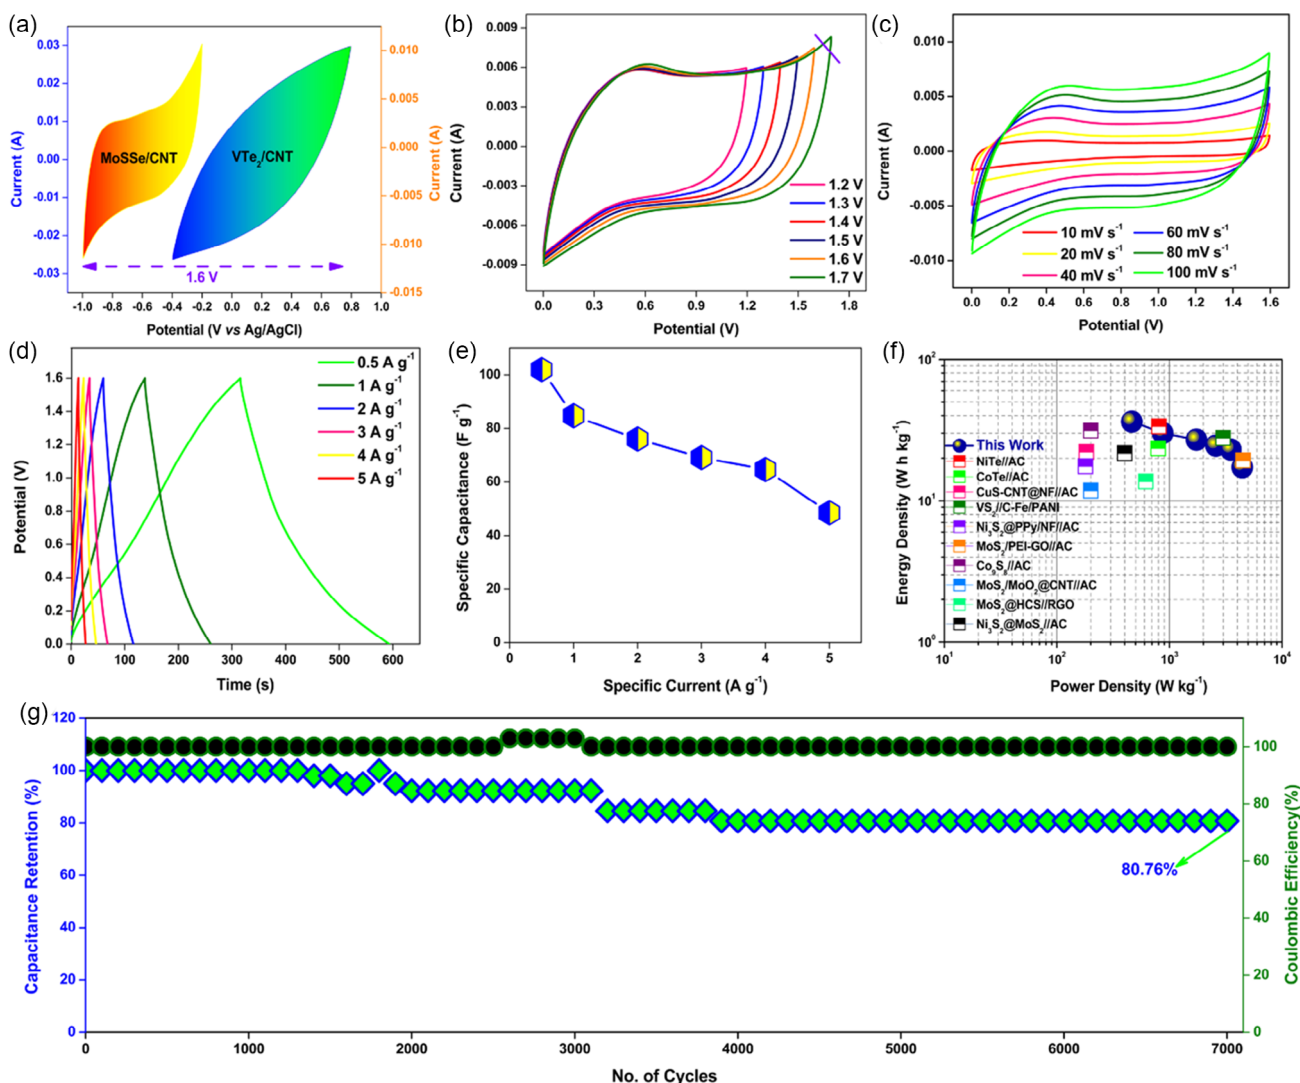 (a)
0.03
0.02
0.01
0.00
-0.01
-0.02
-0.03
Current (A)
MoSSe/CNT
VTe2/CNT
1.6 V
0.010
0.005
0.000
-0.005
-0.010
-0.015
Current (A)
-1.0 -0.8 -0.6 -0.4 -0.2 0.0 0.2 0.4 0.6 0.8 1.0
Potential (V vs Ag/AgCl)
(b)
0.009
0.006
0.003
0.000
-0.003
-0.006
-0.009
Current (A)
1.2 V
1.3 V
1.4 V
1.5 V
1.6 V
1.7 V
0.0 0.3 0.6 0.9 1.2 1.5 1.8
Potential (V)
(c)
0.010
0.005
0.000
-0.005
-0.010
Current (A)
10 mV s-1
20 mV s-1
40 mV s-1
60 mV s-1
80 mV s-1
100 mV s-1
0.0 0.2 0.4 0.6 0.8 1.0 1.2 1.4 1.6
Potential (V)
(d)
1.6
1.4
1.2
1.0
0.8
0.6
0.4
0.2
0.0
Potential (V)
0.5 A g-1
1 A g-1
2 A g-1
3 A g-1
4 A g-1
5 A g-1
0 100 200 300 400 500 600
Time (s)
(e)
100
80
60
40
20
0
Specific Capacitance (F g-1)
0 1 2 3 4 5
Specific Current (A g-1)
(f)
10^2
10^1
10^0
Energy Density (W h kg-1)
This Work
NiTe//AC
CoTe//AC
CuS-CNT@NF//AC
VS2//C-Fe/PANI
Ni3S2@PPy/NF//AC
MoS2/PEI-GO//AC
Co9S8//AC
MoS2/MoO2@CNT//AC
MoS2@HCS//RGO
Ni3S2@MoS2//AC
10^1 10^2 10^3 10^4
Power Density (W kg-1)
(g)
120
100
80
60
40
20
0
Capacitance Retention (%)
80.76%
100
80
60
40
20
0
Coulombic Efficiency(%)
0 1000 2000 3000 4000 5000 6000 7000
No. of Cycles